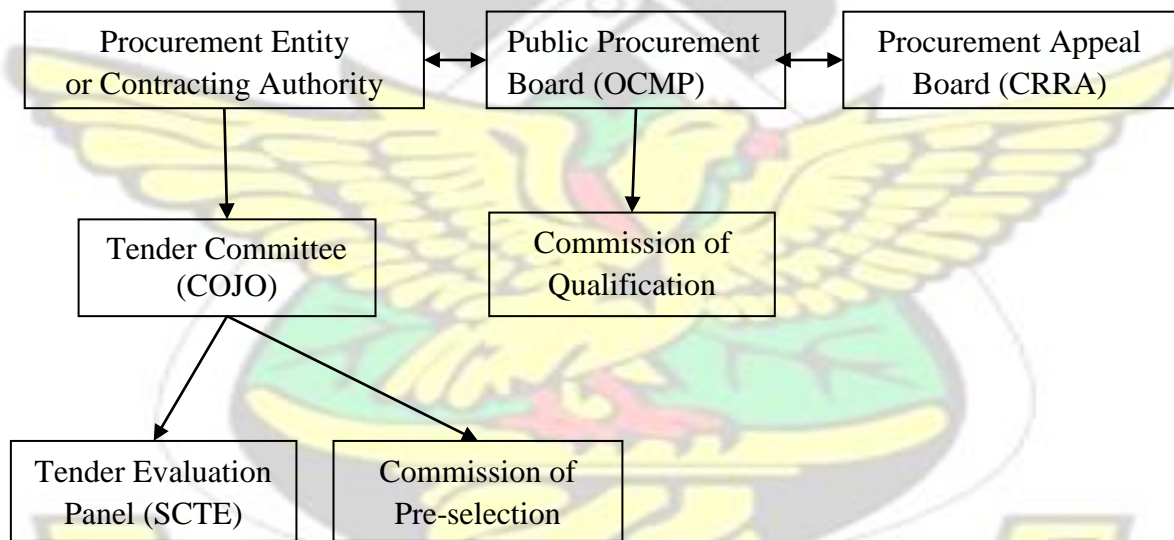 Procurement Entity
or Contracting Authority
Public Procurement
Board (OCMP)
Procurement Appeal
Board (CRRA)
Tender Committee
(COJO)
Commission of
Qualification
Tender Evaluation
Panel (SCTE)
Commission of
Pre-selection